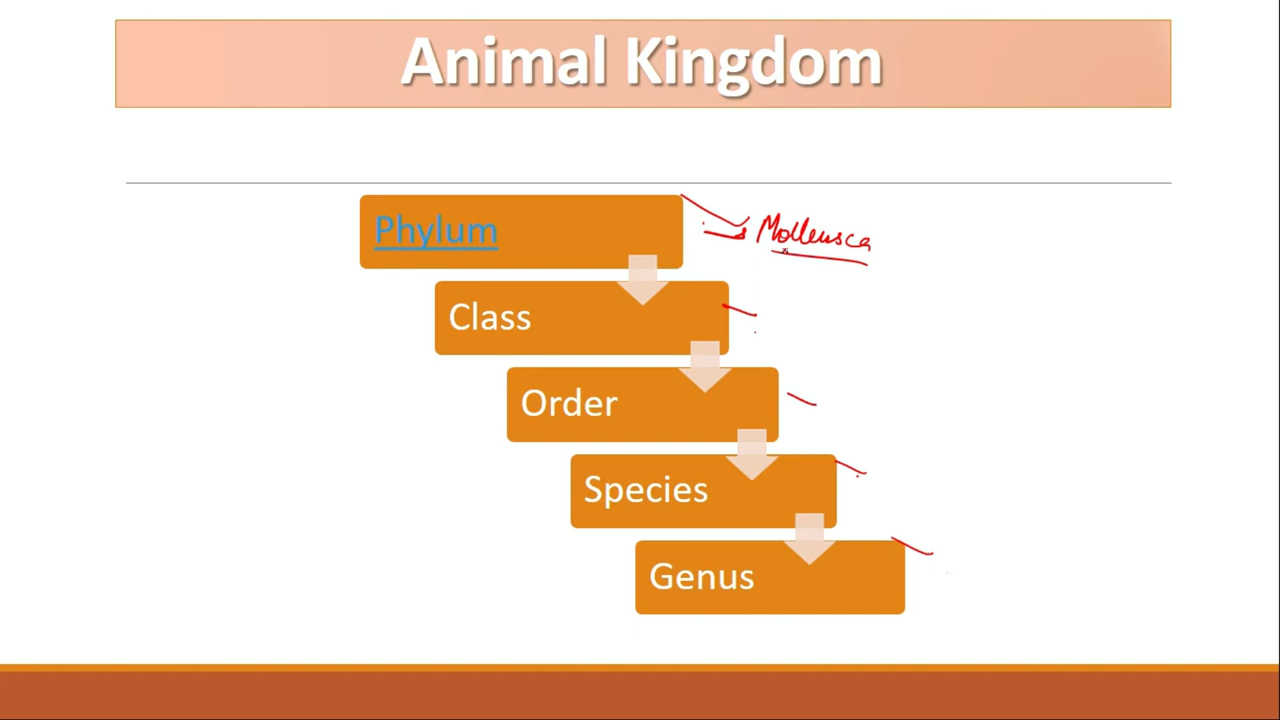 Animal Kingdom
Phylum
Mollusca
Class
Order
Species
Genus